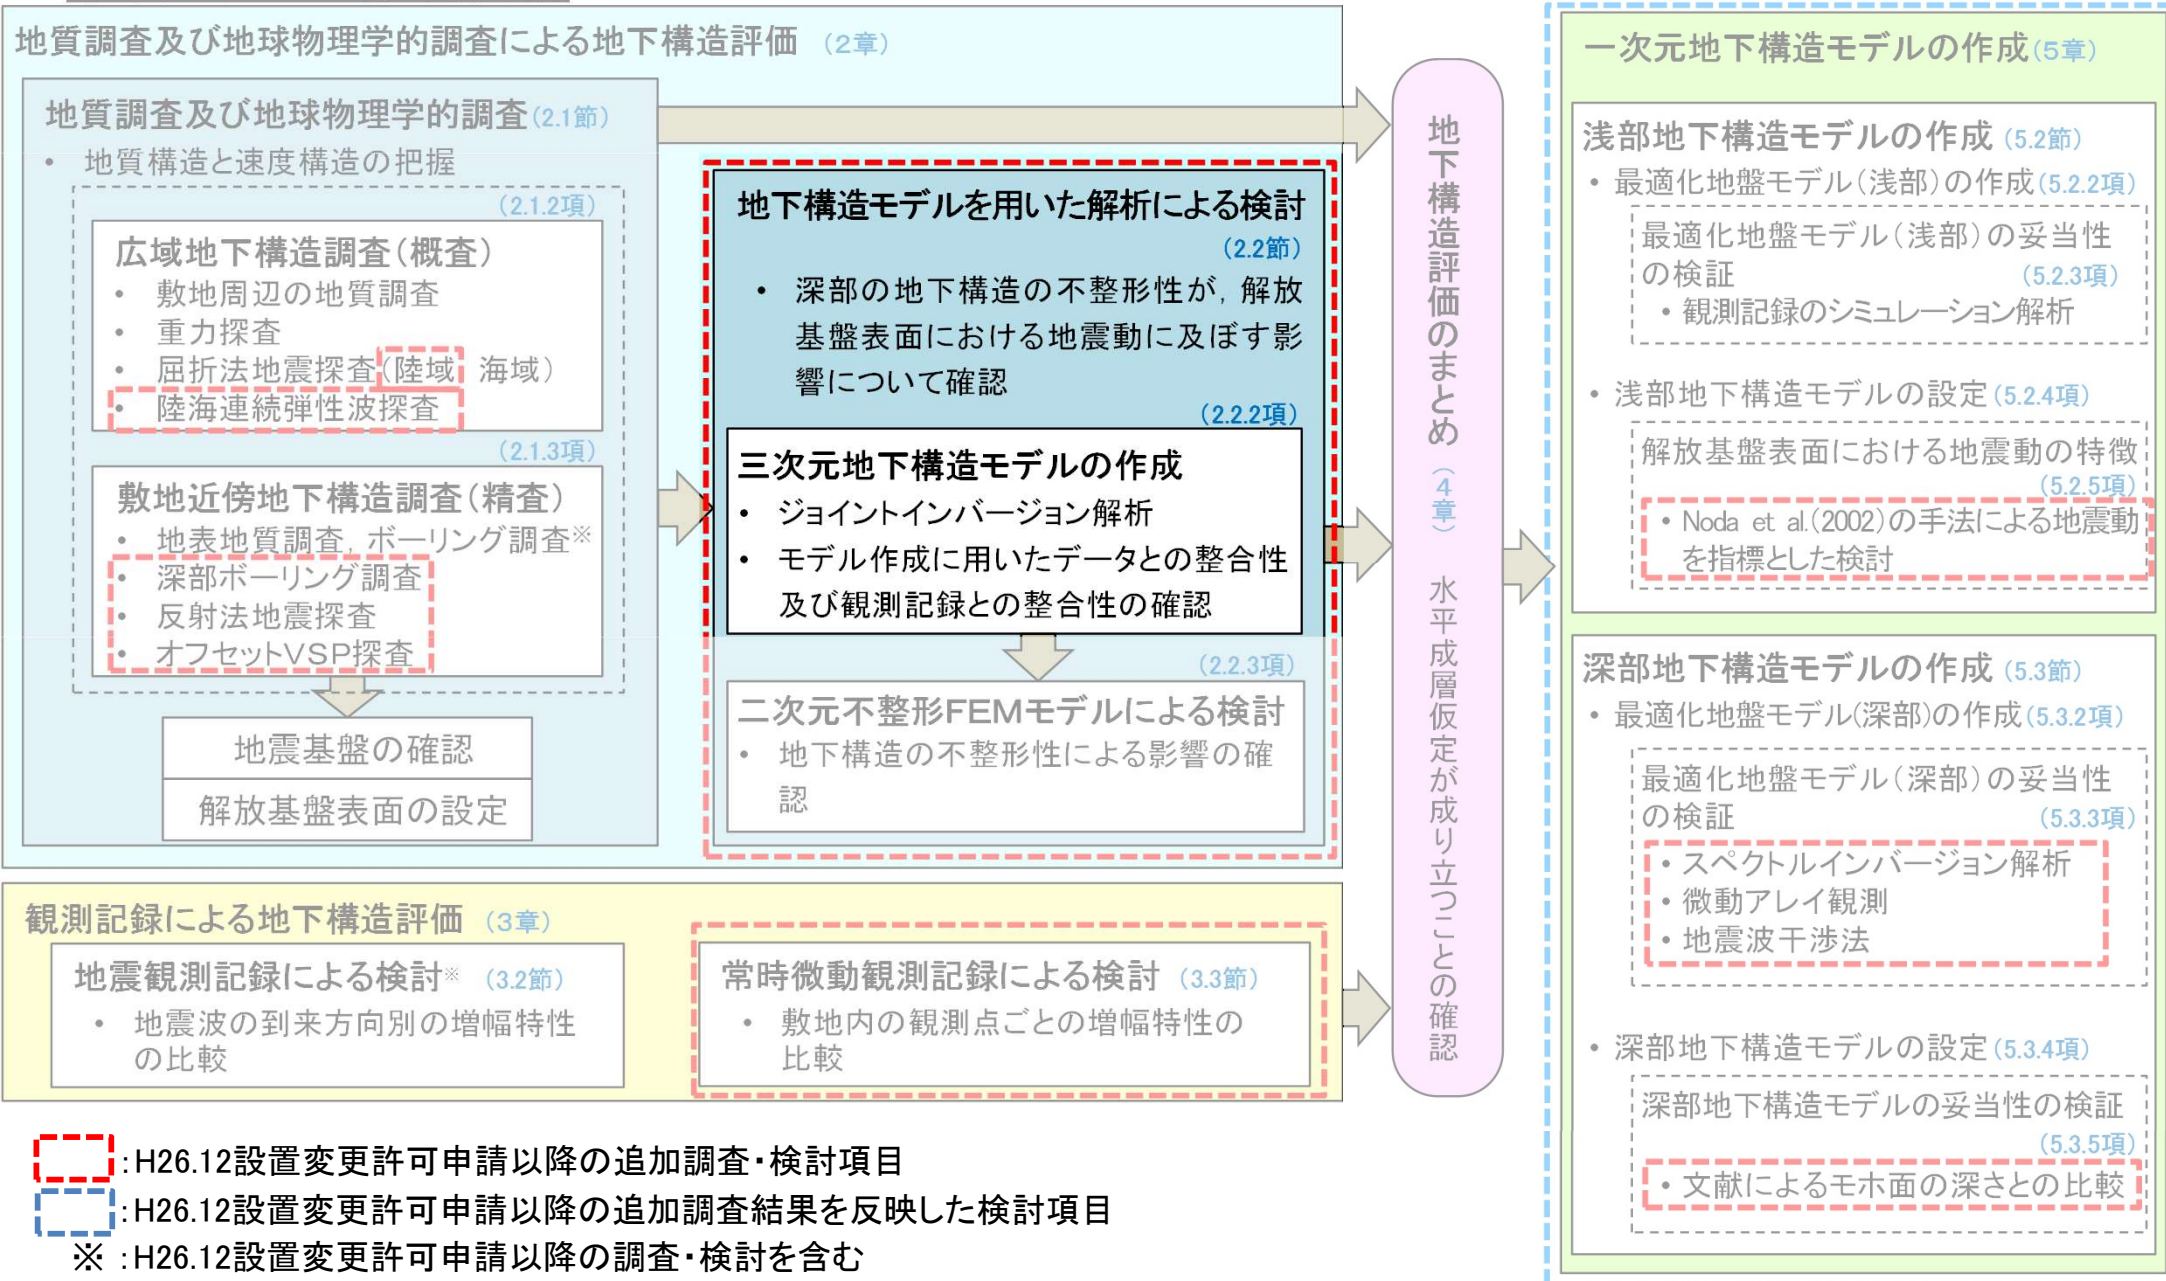 地質調査及び地球物理学的調査による地下構造評価 (2章)
地質調査及び地球物理学的調査(2.1節)
• 地質構造と速度構造の把握
(2.1.2項)
広域地下構造調査(概査)
• 敷地周辺の地質調査
• 重力探査
• 屈折法地震探査(陸域 海域)
• 陸海連続弾性波探査
(2.1.3項)
敷地近傍地下構造調査(精査)
• 地表地質調査, ボーリング調査※
• 深部ボーリング調査
• 反射法地震探査
• オフセットVSP探査
地震基盤の確認
解放基盤表面の設定
地下構造モデルを用いた解析による検討
(2.2節)
• 深部の地下構造の不整形性が, 解放
基盤表面における地震動に及ぼす影
響について確認
(2.2.2項)
三次元地下構造モデルの作成
• ジョイントインバージョン解析
• モデル作成に用いたデータとの整合性
及び観測記録との整合性の確認
(2.2.3項)
二次元不整形FEMモデルによる検討
• 地下構造の不整形性による影響の確
認
観測記録による地下構造評価 (3章)
地震観測記録による検討※ (3.2節)
• 地震波の到来方向別の増幅特性
の比較
常時微動観測記録による検討 (3.3節)
• 敷地内の観測点ごとの増幅特性の
比較
地下構造評価のまとめ(4章) 水平成層仮定が成り立つことの確認
一次元地下構造モデルの作成(5章)
浅部地下構造モデルの作成 (5.2節)
• 最適化地盤モデル(浅部)の作成(5.2.2項)
最適化地盤モデル(浅部)の妥当性
の検証 (5.2.3項)
• 観測記録のシミュレーション解析
• 浅部地下構造モデルの設定(5.2.4項)
解放基盤表面における地震動の特徴
(5.2.5項)
• Noda et al.(2002)の手法による地震動
を指標とした検討
深部地下構造モデルの作成 (5.3節)
• 最適化地盤モデル(深部)の作成(5.3.2項)
最適化地盤モデル(深部)の妥当性
の検証 (5.3.3項)
• スペクトルインバージョン解析
• 微動アレイ観測
• 地震波干渉法
• 深部地下構造モデルの設定(5.3.4項)
深部地下構造モデルの妥当性の検証
(5.3.5項)
• 文献によるモホ面の深さとの比較
:H26.12設置変更許可申請以降の追加調査・検討項目
:H26.12設置変更許可申請以降の追加調査結果を反映した検討項目
※ :H26.12設置変更許可申請以降の調査・検討を含む